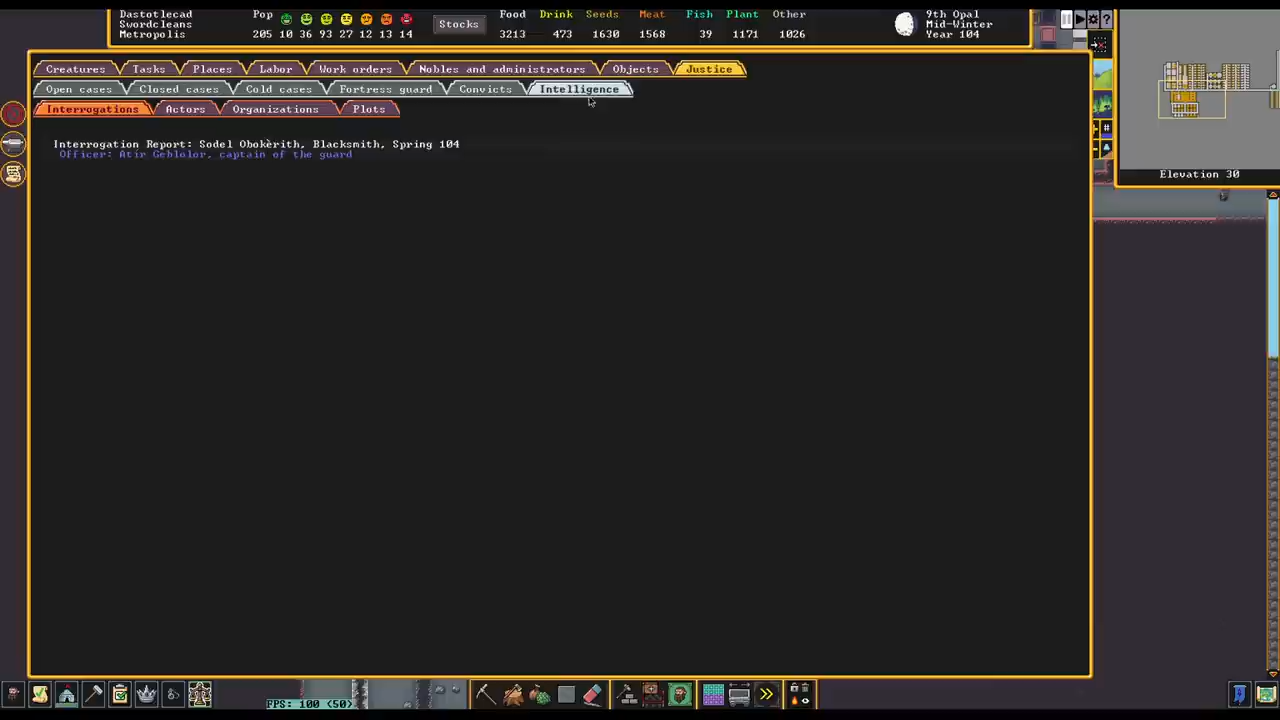 Dastotlecad Pop Food Drink Seeds Meat Fish Plant Other 9th Opal
Swordcleans Stocks Mid-Winter
Metropolis 205 10 36 93 27 12 13 14 3213 473 1630 1568 39 1171 1026 Year 104
Creatures Tasks Places Labor Work orders Nobles and administrators Objects Justice
Open cases Closed cases Cold cases Fortress guard Convicts Intelligence
Interrogations Actors Organizations Plots
Interrogation Report: Sodel Obokèrith, Blacksmith, Spring 104
Officer: Atir Geblolor, captain of the guard
Elevation 30
FPS: 100 (50)